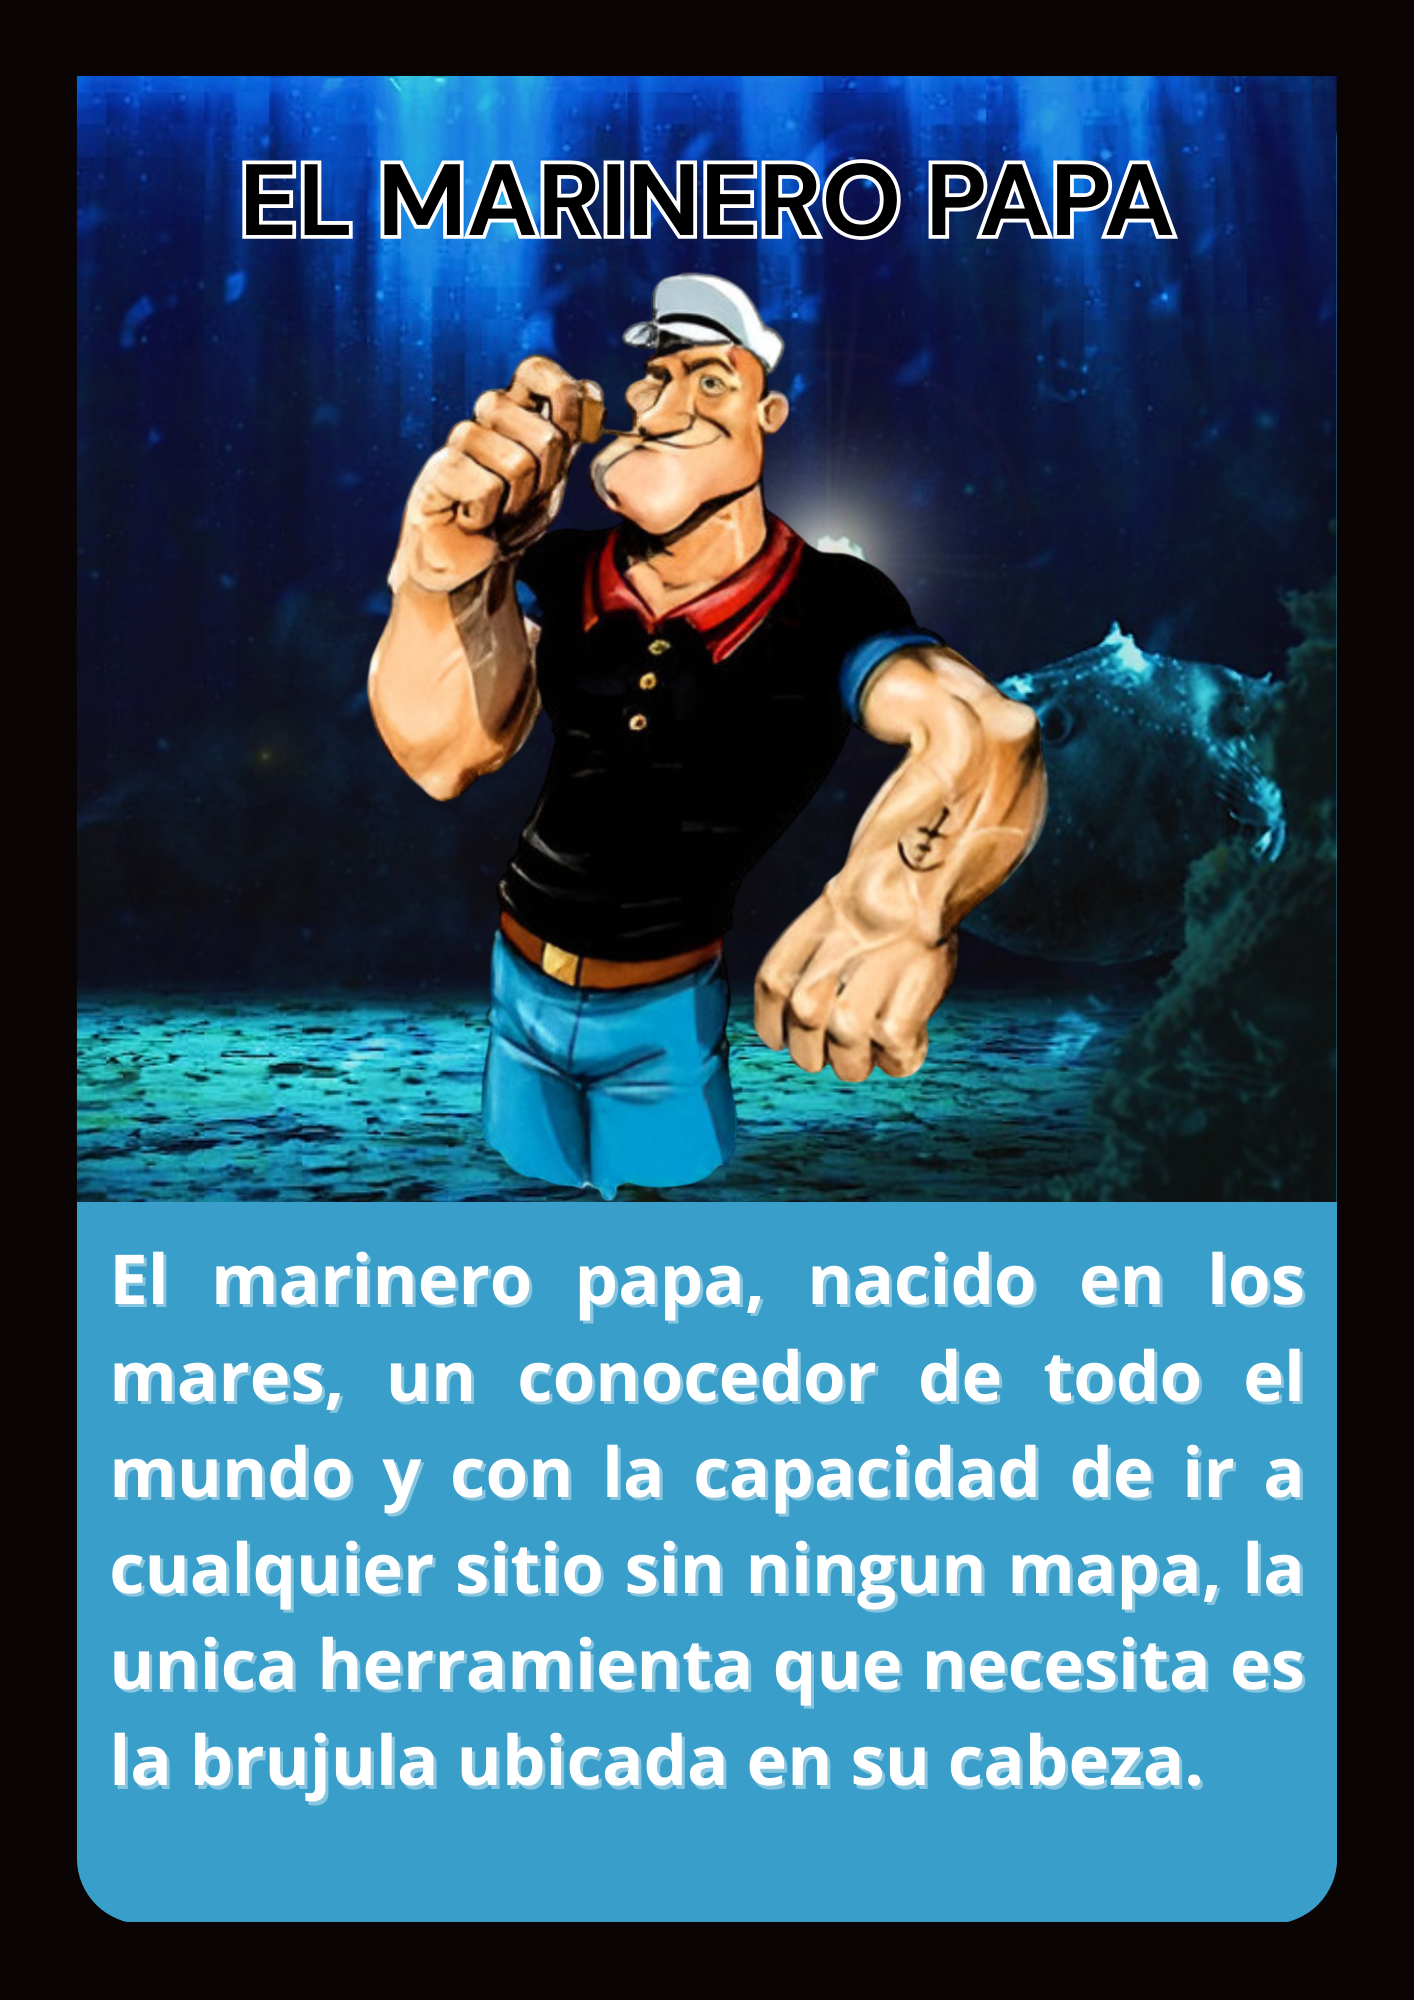 EL MARINERO PAPA
El marinero papa, nacido en los
mares, un conocedor de todo el
mundo y con la capacidad de ir a
cualquier sitio sin ningun mapa, la
unica herramienta que necesita es
la brujula ubicada en su cabeza.